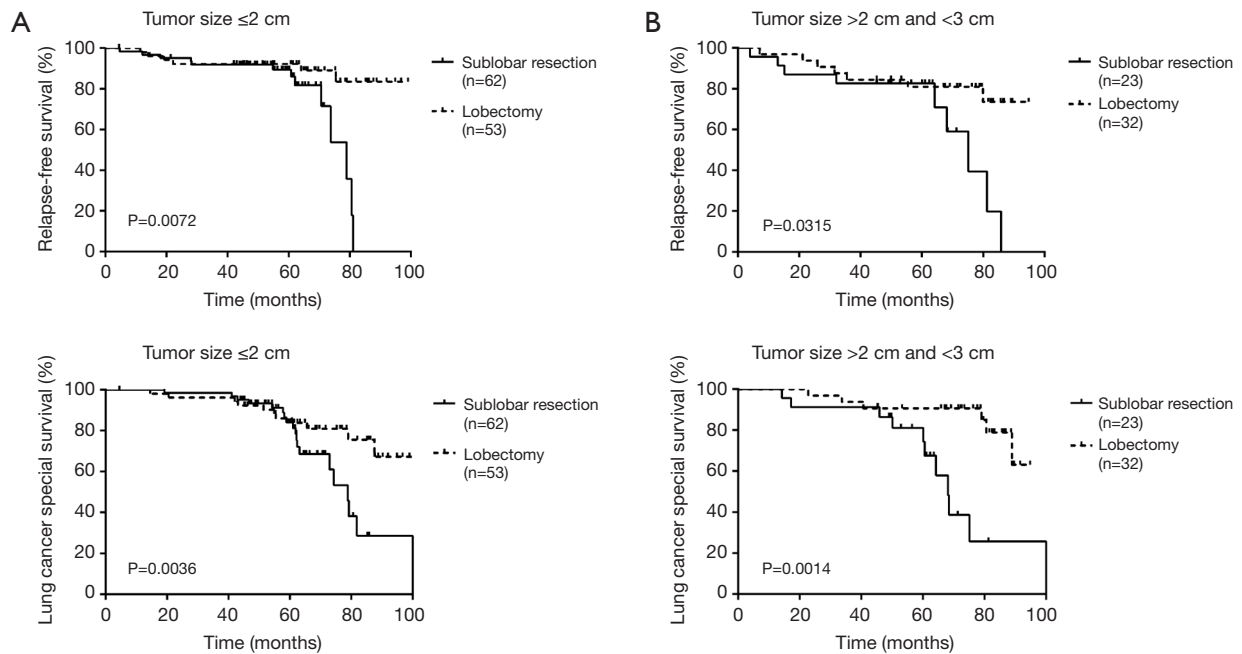 A
Tumor size ≤2 cm
Relapse-free survival (%)
100
80
60
40
20
0
P=0.0072
0 20 40 60 80 100
Time (months)
Sublobar resection
(n=62)
Lobectomy
(n=53)
B
Tumor size >2 cm and <3 cm
Relapse-free survival (%)
100
80
60
40
20
0
P=0.0315
0 20 40 60 80 100
Time (months)
Sublobar resection
(n=23)
Lobectomy
(n=32)
Tumor size ≤2 cm
Lung cancer special survival (%)
100
80
60
40
20
0
P=0.0036
0 20 40 60 80 100
Time (months)
Sublobar resection
(n=62)
Lobectomy
(n=53)
Tumor size >2 cm and <3 cm
Lung cancer special survival (%)
100
80
60
40
20
0
P=0.0014
0 20 40 60 80 100
Time (months)
Sublobar resection
(n=23)
Lobectomy
(n=32)